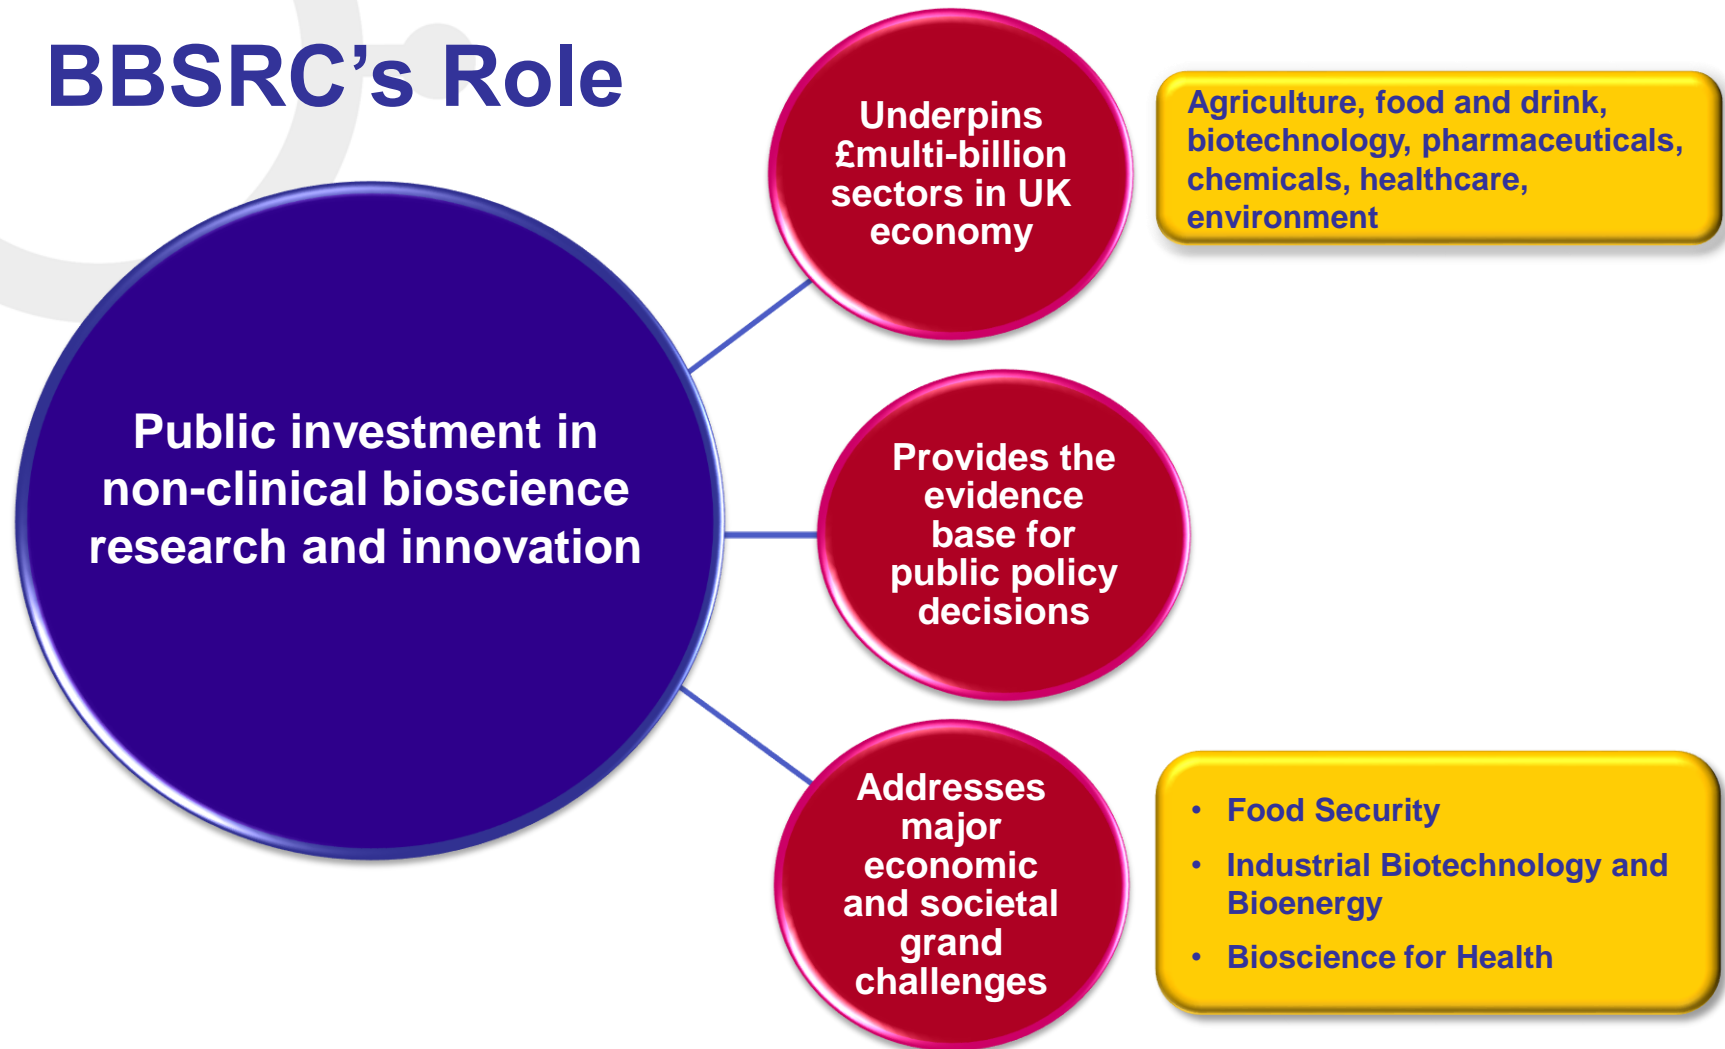 BBSRC’s Role
Underpins
£multi-billion
sectors in UK
economy
Agriculture, food and drink,
biotechnology, pharmaceuticals,
chemicals, healthcare,
environment
Public investment in
non-clinical bioscience
research and innovation
Provides the
evidence
base for
public policy
decisions
Addresses
major
economic
and societal
grand
challenges
• Food Security
• Industrial Biotechnology and
Bioenergy
• Bioscience for Health